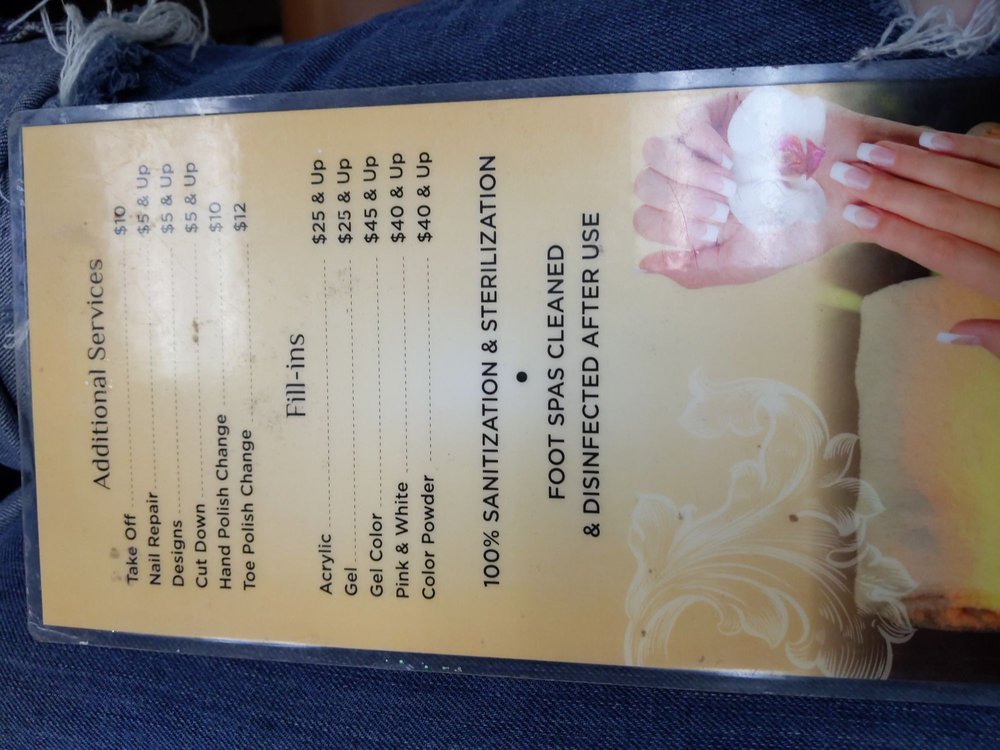 Additional Services
Take Off $10
Nail Repair $5 & Up
Designs $5 & Up
Cut Down $5 & Up
Hand Polish Change $10
Toe Polish Change $12
Fill-ins
Acrylic $25 & Up
Gel $25 & Up
Gel Color $45 & Up
Pink & White $40 & Up
Color Powder $40 & Up
100% SANITIZATION & STERILIZATION
•
FOOT SPAS CLEANED
& DISINFECTED AFTER USE